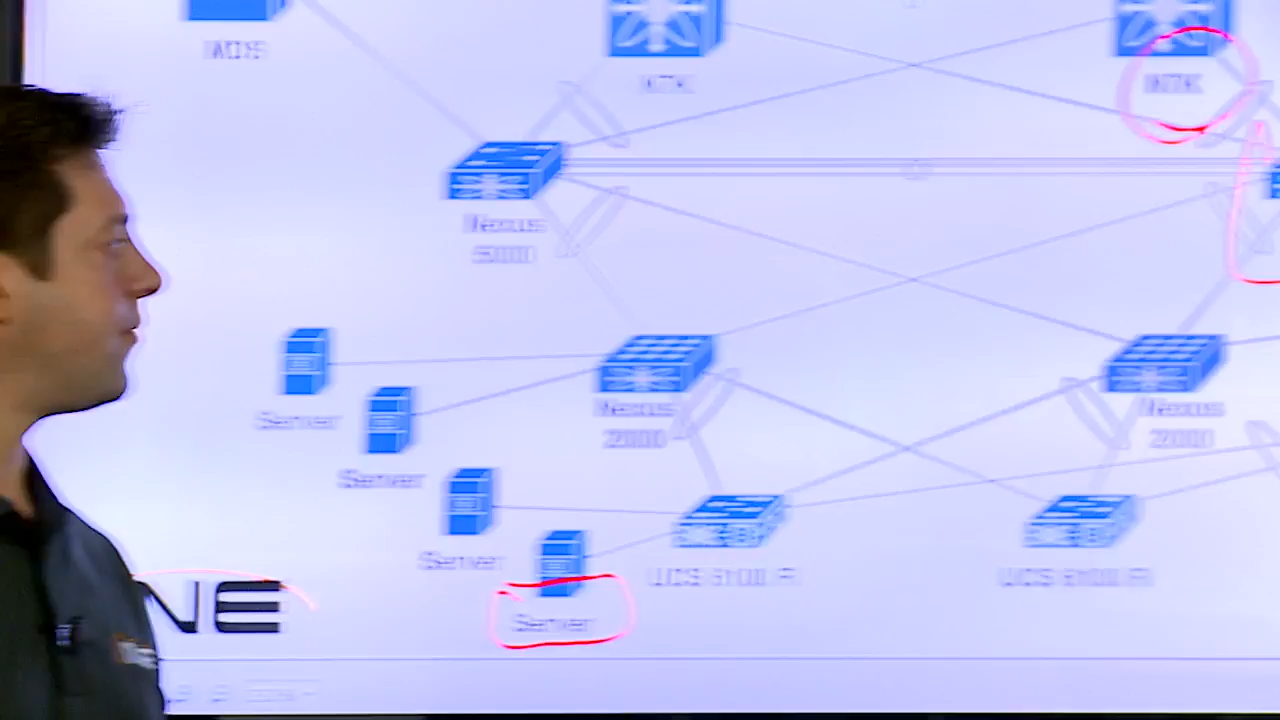 MDS
N7K
N7K
Nexus
5000
Server
Server
Server
Server
Nexus
2000
Nexus
2000
UCS 6100 FI
UCS 6100 FI
NE